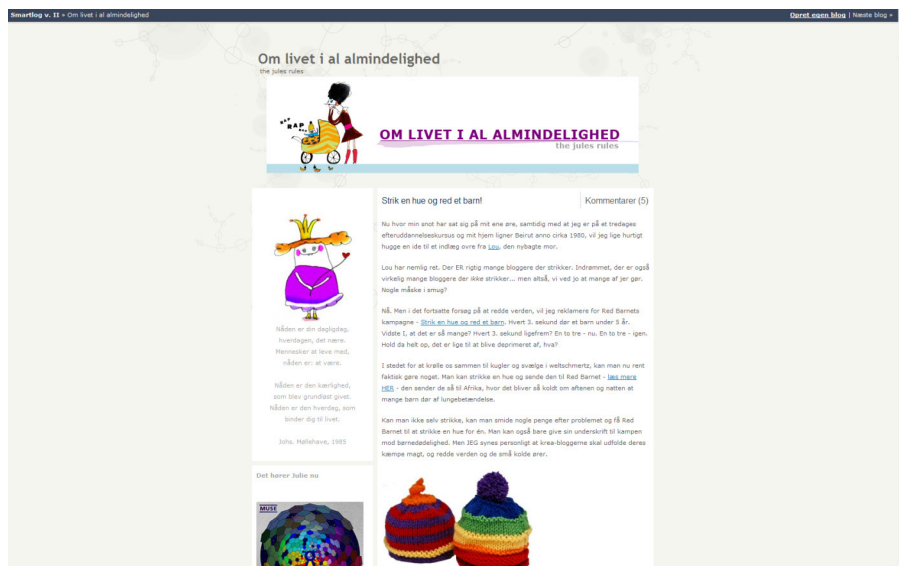 Smartlog v. II » Om livet i al almindelighed
Opret egen blog | Næste blog »
Om livet i al almindelighed
the jules rules
RAP RAP
OM LIVET I AL ALMINDELIGHED
the jules rules
Nåden er din dagligdag,
hverdagen, det nære.
Mennesker at leve med,
nåden er: at være.
Nåden er den kærlighed,
som blev grundløst givet.
Nåden er den hverdag, som
binder dig til livet.
Johs. Møllehave, 1985
Det hører Julie nu
MUSE
Strik en hue og red et barn!
Kommentarer (5)
Nu hvor min snot har sat sig på mit ene øre, samtidig med at jeg er på et tredages
efteruddannelseskursus og mit hjem ligner Beirut anno cirka 1980, vil jeg lige hurtigt
hugge en ide til et indlæg ovre fra Lou, den nybagte mor.
Lou har nemlig ret. Der ER rigtig mange bloggere der strikker. Indrømmet, der er også
virkelig mange bloggere der ikke strikker... men altså, vi ved jo at mange af jer gør.
Nogle måske i smug?
Nå. Men i det fortsatte forsøg på at redde verden, vil jeg reklamere for Red Barnets
kampagne - Strik en hue og red et barn. Hvert 3. sekund dør et barn under 5 år.
Vidste I, at det er så mange? Hvert 3. sekund ligefrem? En to tre - nu. En to tre - igen.
Hold da helt op, det er lige til at blive deprimeret af, hva?
I stedet for at krølle os sammen til kugler og svælge i weltschmertz, kan man nu rent
faktisk gøre noget. Man kan strikke en hue og sende den til Red Barnet - læs mere
HER - den sender de så til Afrika, hvor det bliver så koldt om aftenen og natten at
mange børn dør af lungebetændelse.
Kan man ikke selv strikke, kan man smide nogle penge efter problemet og få Red
Barnet til at strikke en hue for én. Man kan også bare give sin underskrift til kampen
mod børnedødelighed. Men JEG synes personligt at krea-bloggerne skal udfolde deres
kæmpe magt, og redde verden og de små kolde ører.